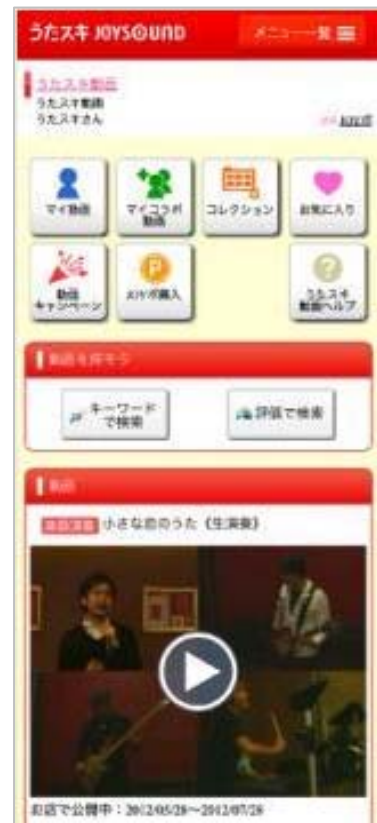 うたスキ JOYSOUND
メニュー一覧
うたスキ動画
うたスキ動画
うたスキさん
マイ動画
マイコラボ
動画
コレクション
お気に入り
動画
キャンペーン
JOYポ購入
うたスキ
動画ヘルプ
動画を探そう
キーワード
で検索
評価で検索
動画
小さな恋のうた《生演奏》
お店で公開中：2012/05/28～2012/07/28